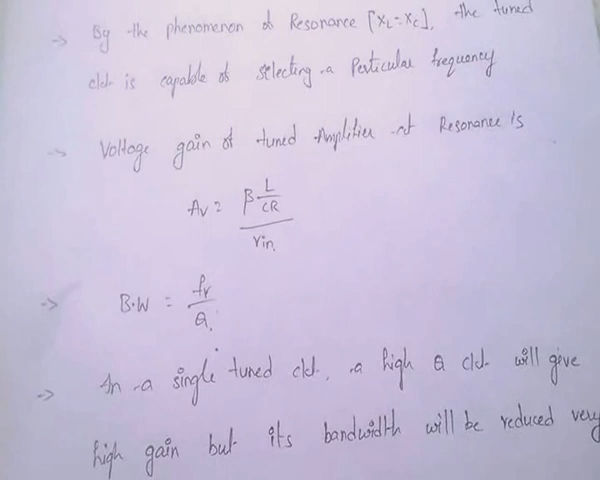 -> By the phenomenon of Resonance [XL = XC], the tuned
ckt is capable of selecting a Perticular frequency
-> Voltage gain of tuned Amplifier at Resonance is
Av = β L/CR / rin
-> B.W = fr / Q
-> In a single tuned ckt, a high Q ckt will give
high gain but its bandwidth will be reduced very